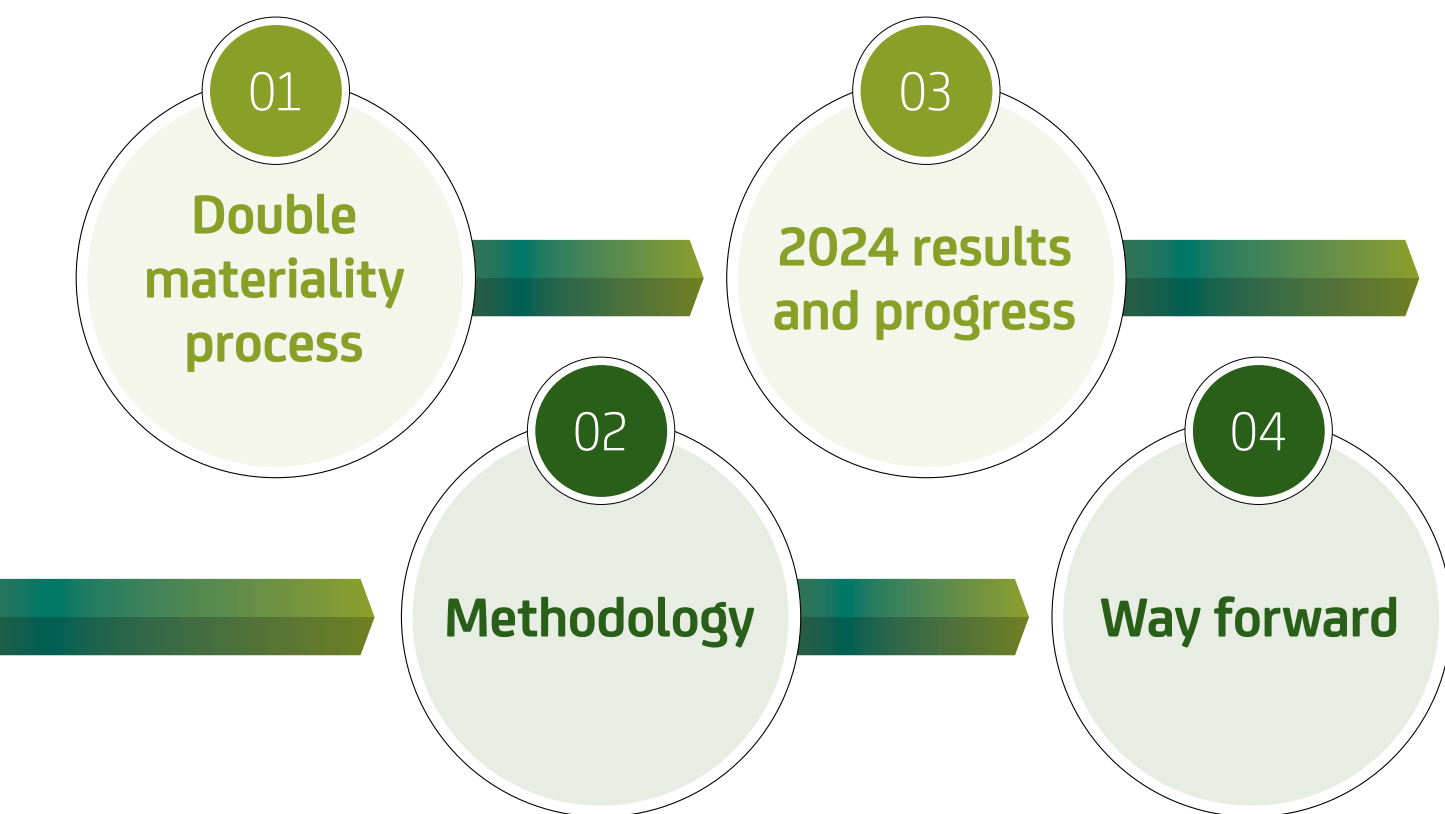 01
Double
materiality
process
02
Methodology
03
2024 results
and progress
04
Way forward